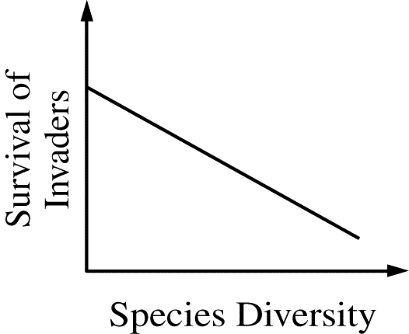 Survival of
Invaders
Species Diversity